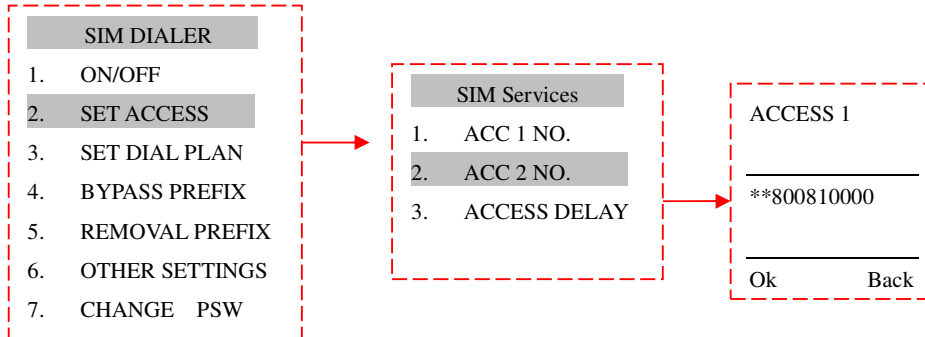 SIM DIALER
1. ON/OFF
2. SET ACCESS
3. SET DIAL PLAN
4. BYPASS PREFIX
5. REMOVAL PREFIX
6. OTHER SETTINGS
7. CHANGE PSW
SIM Services
1. ACC 1 NO.
2. ACC 2 NO.
3. ACCESS DELAY
ACCESS 1
**800810000
Ok Back